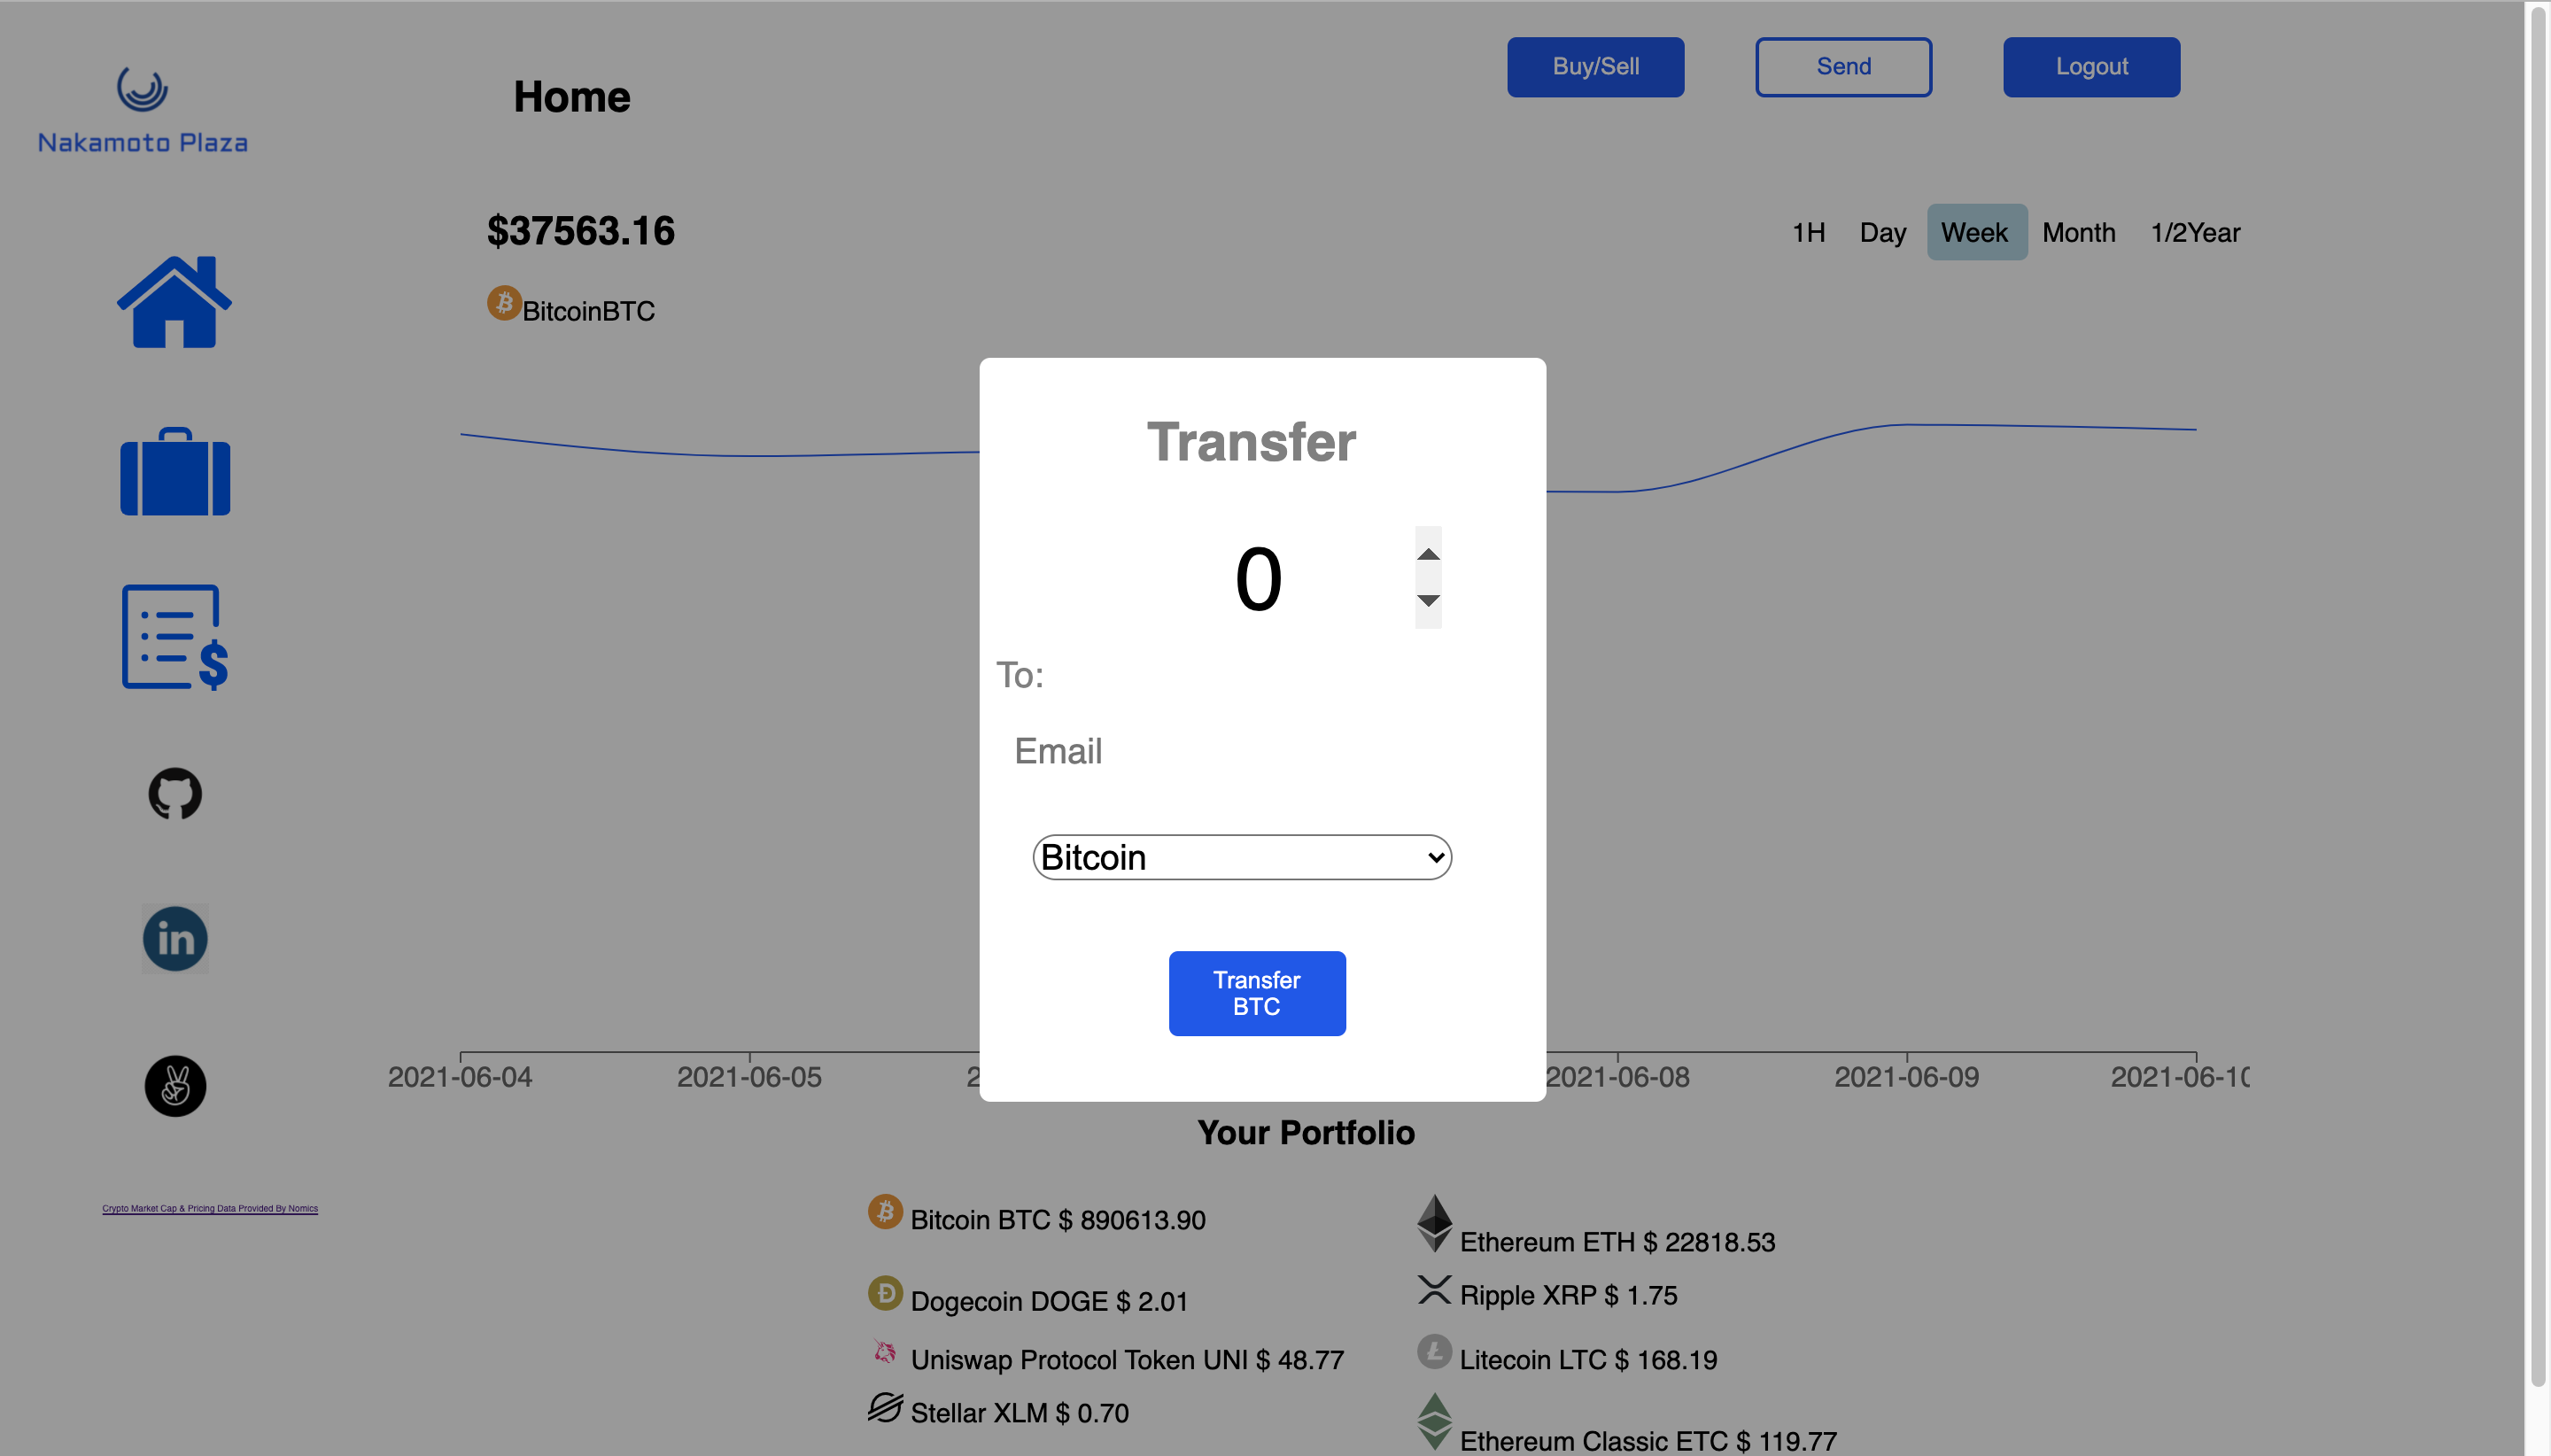 Nakamoto Plaza
Home
Buy/Sell
Send
Logout
$37563.16
1H Day Week Month 1/2Year
BitcoinBTC
Transfer
0
To:
Email
Bitcoin
Transfer
BTC
2021-06-04 2021-06-05 2 2021-06-08 2021-06-09 2021-06-10
Your Portfolio
Bitcoin BTC $ 890613.90
Ethereum ETH $ 22818.53
Dogecoin DOGE $ 2.01
Ripple XRP $ 1.75
Uniswap Protocol Token UNI $ 48.77
Litecoin LTC $ 168.19
Stellar XLM $ 0.70
Ethereum Classic ETC $ 119.77
in
Crypto Market Cap & Pricing Data Provided By Nomics